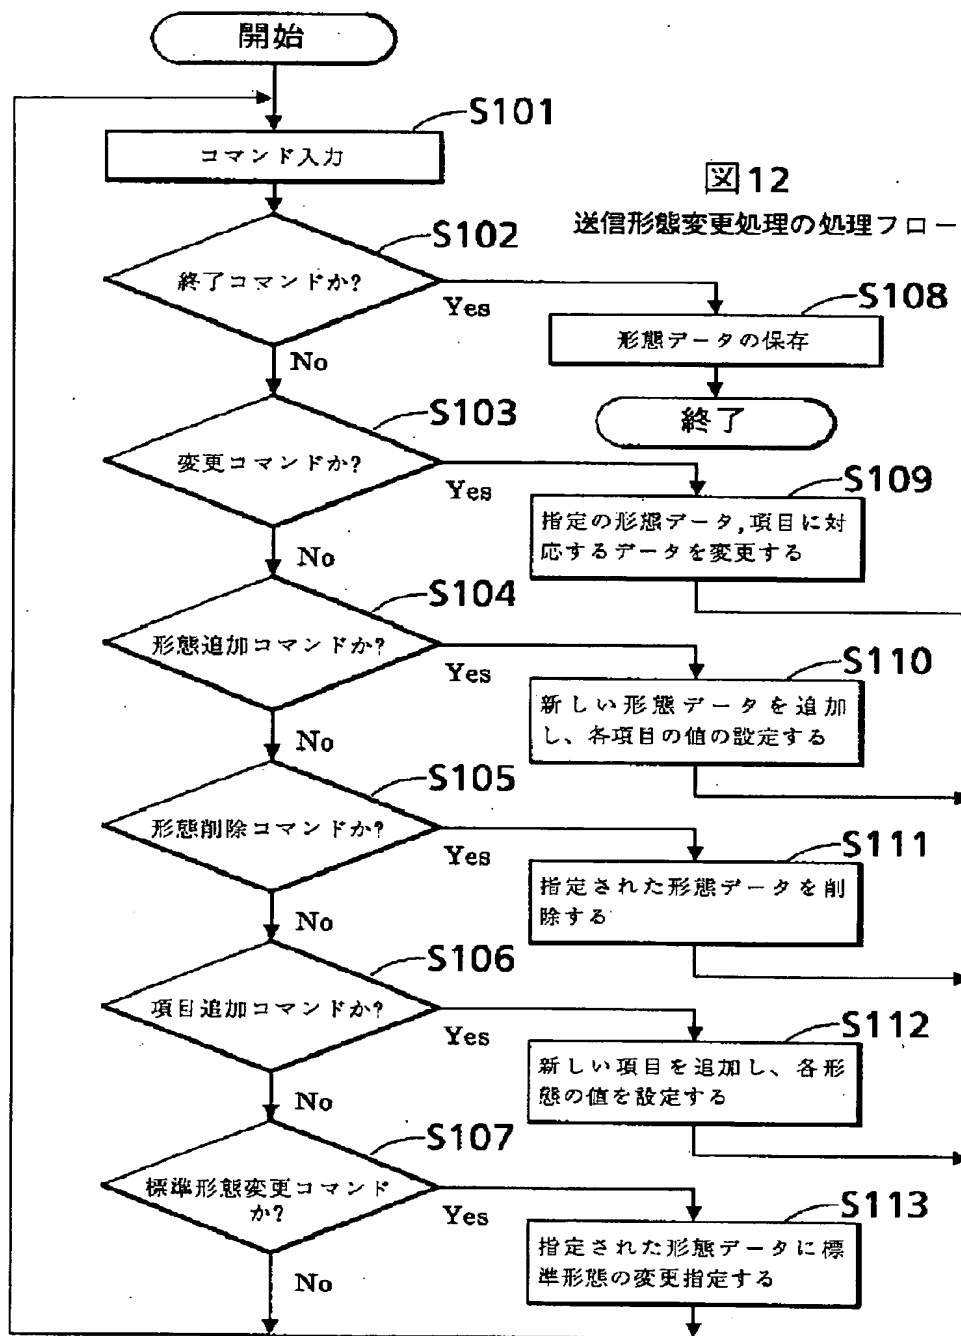 開始
S101
コマンド入力
図12
送信形態変更処理の処理フロー
S102
終了コマンドか?
Yes
No
S108
形態データの保存
終了
S103
変更コマンドか?
Yes
No
S109
指定の形態データ,項目に対
応するデータを変更する
S104
形態追加コマンドか?
Yes
No
S110
新しい形態データを追加
し、各項目の値の設定する
S105
形態削除コマンドか?
Yes
No
S111
指定された形態データを削
除する
S106
項目追加コマンドか?
Yes
No
S112
新しい項目を追加し、各形
態の値を設定する
S107
標準形態変更コマンド
か?
Yes
No
S113
指定された形態データに標
準形態の変更指定する